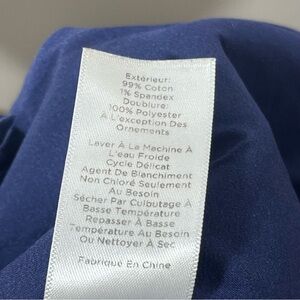 Extérieur:
99% Coton
1% Spandex
Doublure:
100% Polyester
À L'exception Des
Ornements
Laver À La Machine À
L'eau Froide
Cycle Délicat
Agent De Blanchiment
Non Chloré Seulement
Au Besoin
Sécher Par Culbutage À
Basse Température
Repasser À Basse
Température Au Besoin
Ou Nettoyer À Sec
Fabriqué En Chine